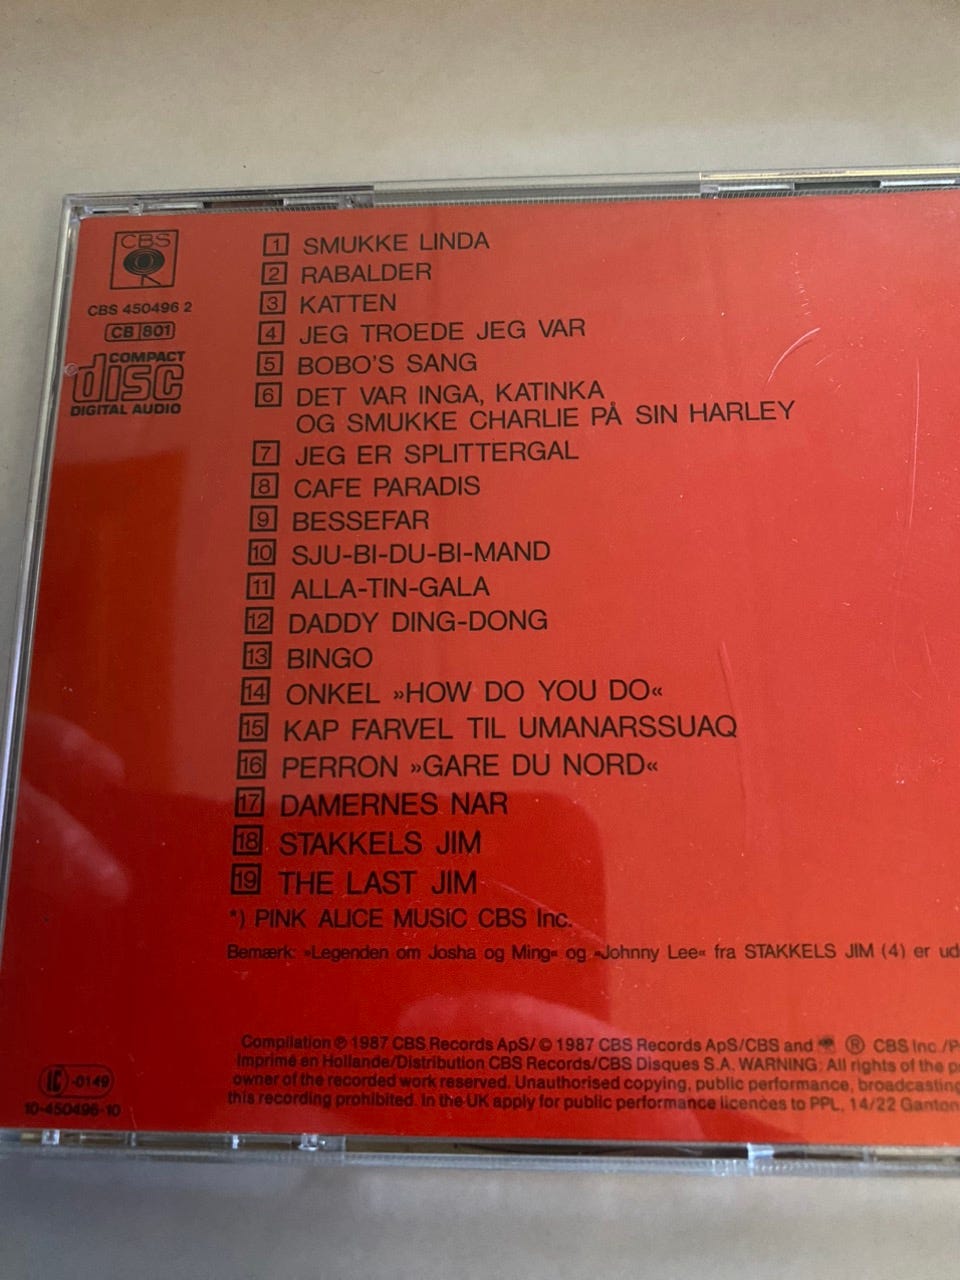 CBS
CBS 450496 2
CB 801
COMPACT
disc
DIGITAL AUDIO
1 SMUKKE LINDA
2 RABALDER
3 KATTEN
4 JEG TROEDE JEG VAR
5 BOBO'S SANG
6 DET VAR INGA, KATINKA
OG SMUKKE CHARLIE PÅ SIN HARLEY
7 JEG ER SPLITTERGAL
8 CAFE PARADIS
9 BESSEFAR
10 SJU-BI-DU-BI-MAND
11 ALLA-TIN-GALA
12 DADDY DING-DONG
13 BINGO
14 ONKEL »HOW DO YOU DO«
15 KAP FARVEL TIL UMANARSSUAQ
16 PERRON »GARE DU NORD«
17 DAMERNES NAR
18 STAKKELS JIM
19 THE LAST JIM
*) PINK ALICE MUSIC CBS Inc.
Bemærk: »Legenden om Josha og Ming« og »Johnny Lee« fra STAKKELS JIM (4) er ud
Compilation ℗ 1987 CBS Records ApS/ © 1987 CBS Records ApS/CBS and ® CBS Inc./P
Imprimé en Hollande/Distribution CBS Records/CBS Disques S.A. WARNING: All rights of the p
owner of the recorded work reserved. Unauthorised copying, public performance, broadcasting
this recording prohibited. In the UK apply for public performance licences to PPL, 14/22 Ganton
IC -0149
10-450496-10